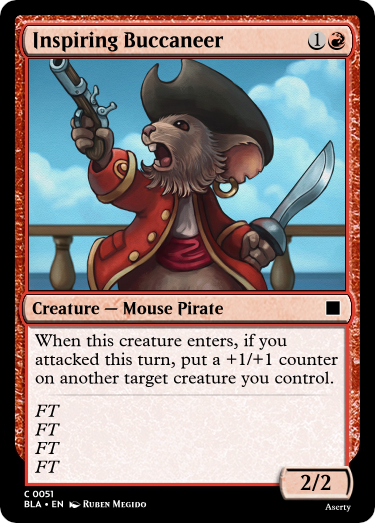 Inspiring Buccaneer 1
Creature — Mouse Pirate
When this creature enters, if you
attacked this turn, put a +1/+1 counter
on another target creature you control.
FT
FT
FT
FT
2/2
C 0051
BLA • EN Ruben Megido
Aserty